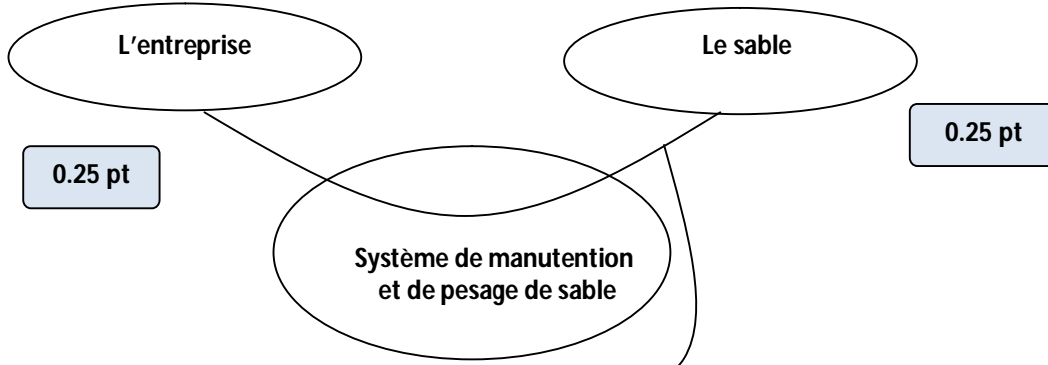 L'entreprise
Le sable
0.25 pt
0.25 pt
Système de manutention
et de pesage de sable